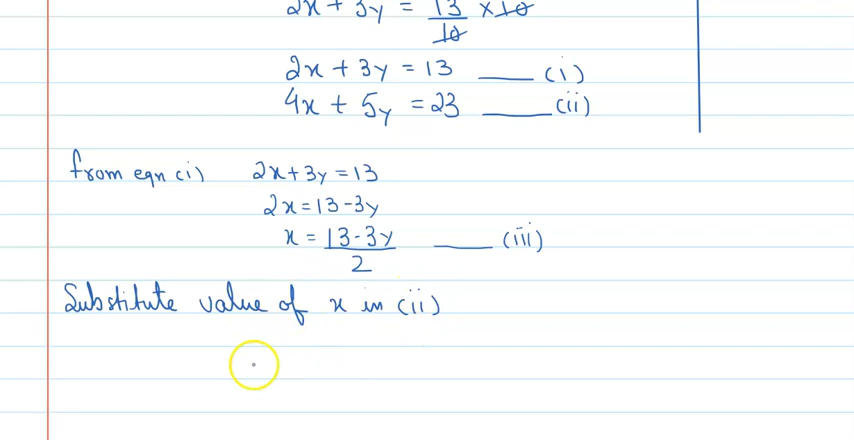 2x + 3y = 13/10 × 10
2x + 3y = 13 ____ (i)
4x + 5y = 23 ____ (ii)
from eqn (i) 2x + 3y = 13
2x = 13 - 3y
x = 13 - 3y / 2 ____ (iii)
Substitute value of x in (ii)